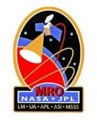 MRO
NASA • JPL
LM • UA • APL • ASI • MSSS